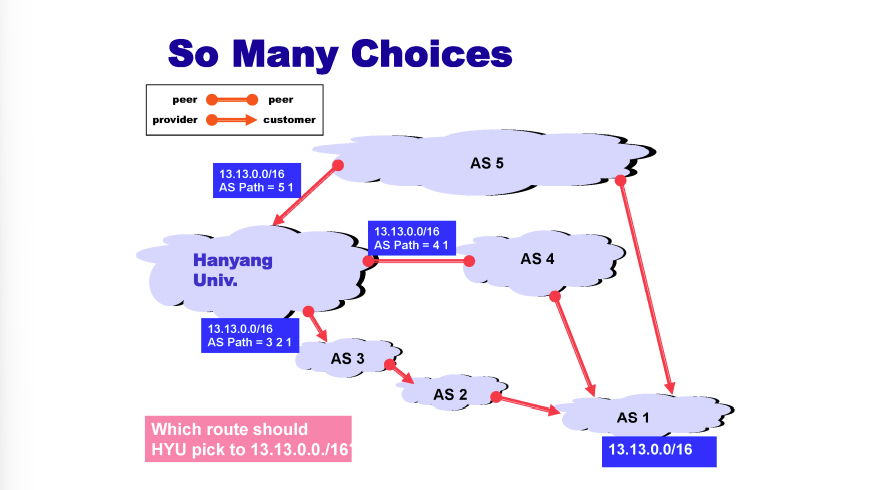 So Many Choices
peer peer
provider customer
AS 5
13.13.0.0/16
AS Path = 5 1
13.13.0.0/16
AS Path = 4 1
Hanyang
Univ.
AS 4
13.13.0.0/16
AS Path = 3 2 1
AS 3
AS 2
AS 1
13.13.0.0/16
Which route should
HYU pick to 13.13.0.0./16?